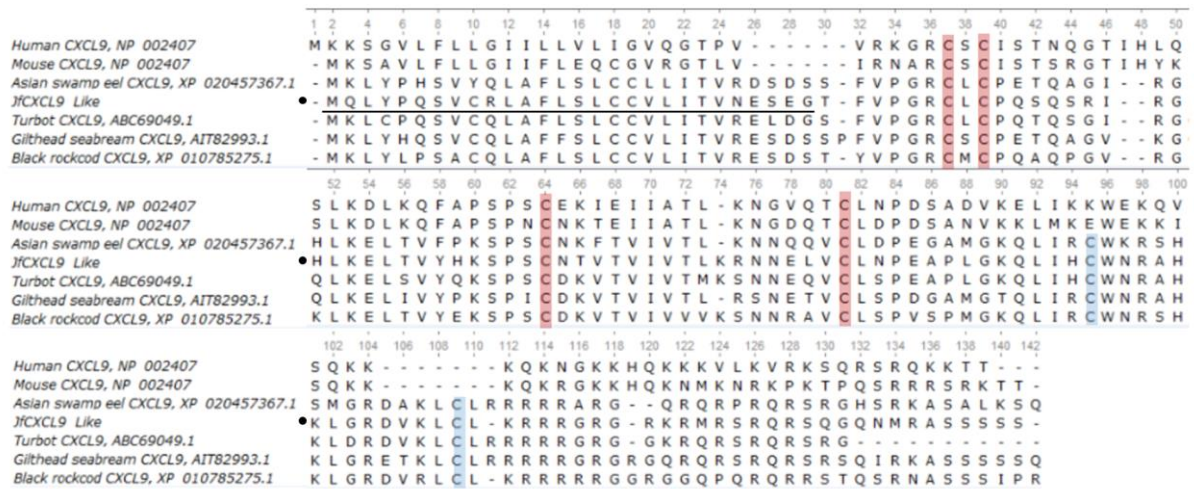 1 2 4 6 8 10 12 14 16 18 20 22 24 26 28 30 32 34 36 38 40 42 44 46 48 50
Human CXCL9, NP 002407 M K K S G V L F L L G I I L L V L I G V Q G T P V - - - - - - V R K G R C S C I S T N Q G T I H L Q
Mouse CXCL9, NP 002407 - M K S A V L F L L G I I F L E Q C G V R G T L V - - - - - - I R N A R C S C I S T S R G T I H Y K
Asian swamp eel CXCL9, XP 020457367.1 - M K L Y P H S V Y Q L A F L S L C C L L I T V R D S D S S - F V P G R C L C P E T Q A G I - - R G
JfCXCL9 Like • - M Q L Y P Q S V C R L A F L S L C C V L I T V N E S E G T - F V P G R C L C P Q S Q S R I - - R G
Turbot CXCL9, ABC69049.1 - M K L C P Q S V C Q L A F L S L C C V L I T V R E L D G S - F V P G R C L C P Q T Q S G I - - R G
Gilthead seabream CXCL9, AIT82993.1 - M K L Y H Q S V C Q L A F F S L C C V L I T V R E S D S S P F V P G R C L C P E T Q A G V - - K G
Black rockcod CXCL9, XP 010785275.1 - M K L Y L P S A C Q L A F L S L C C V L I T V R E S D S T - Y V P G R C M C P Q A Q P G V - - R G
52 54 56 58 60 62 64 66 68 70 72 74 76 78 80 82 84 86 88 90 92 94 96 98 100
Human CXCL9, NP 002407 S L K D L K Q F A P S P S C E K I E I I A T L - K N G V Q T C L N P D S A D V K E L I K K W E K Q V
Mouse CXCL9, NP 002407 S L K D L K Q F A P S P N C N K T E I I A T L - K N G D Q T C L D P D S A N V K K L M K E W E K K I
Asian swamp eel CXCL9, XP 020457367.1 H L K E L T V F P K S P S C N K F T V I V T L - K N N Q Q V C L D P E G A M G K Q L I R C W K R S H
JfCXCL9 Like • H L K E L T V Y H K S P S C N T V T V I V T L K R N N E L V C L N P E A P L G K Q L I H C W N R A H
Turbot CXCL9, ABC69049.1 Q L K E L S V Y Q K S P S C D K V T V I V T M K S N N E Q V C L S P E A P L G K Q L I H C W N R A H
Gilthead seabream CXCL9, AIT82993.1 Q L K E L I V Y P K S P I C D K V T V I V T L - R S N E T V C L S P D G A M G T Q L I R C W N R A H
Black rockcod CXCL9, XP 010785275.1 K L K E L T V Y E K S P S C D K V T V I V V V K S N N R A V C L S P V S P M G K Q L I R C W N R S H
102 104 106 108 110 112 114 116 118 120 122 124 126 128 130 132 134 136 138 140 142
Human CXCL9, NP 002407 S Q K K - - - - - - - K Q K N G K K H Q K K K V L K V R K S Q R S R Q K K T T - -
Mouse CXCL9, NP 002407 S Q K K - - - - - - - K Q K R G K K H Q K N M K N R K P K T P Q S R R R S R K T T -
Asian swamp eel CXCL9, XP 020457367.1 S M G R D A K L C L R R R R R A R G - - Q R Q R P R Q R S R G H S R K A S A L K S Q
JfCXCL9 Like • K L G R D V K L C L - K R R R R G R G - R K R M R S R Q R S Q G Q N M R A S S S S S -
Turbot CXCL9, ABC69049.1 K L D R D V K L C L R R R R R G R G - G K R Q R S R Q R S R G - - - - - - - - - - -
Gilthead seabream CXCL9, AIT82993.1 K L G R E T K L C L R R R R R G R G R G Q R Q R S R Q R S R S Q I R K A S S S S S Q
Black rockcod CXCL9, XP 010785275.1 K L G R D V R L C L - K R R R R R G G R G G Q P Q R Q R R S T Q S R N A S S S I P R